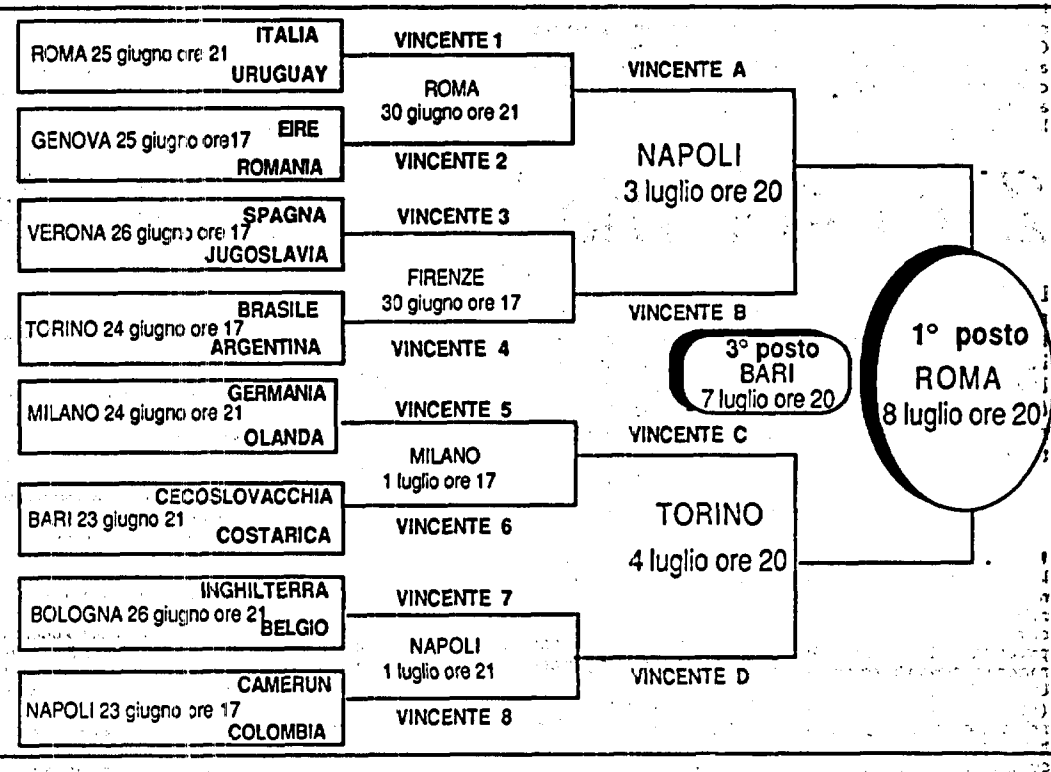 ITALIA
ROMA 25 giugno ore 21
URUGUAY
EIRE
GENOVA 25 giugno ore17
ROMANIA
SPAGNA
VERONA 26 giugno ore 17
JUGOSLAVIA
BRASILE
TORINO 24 giugno ore 17
ARGENTINA
GERMANIA
MILANO 24 giugno ore 21
OLANDA
CECOSLOVACCHIA
BARI 23 giugno 21
COSTARICA
INGHILTERRA
BOLOGNA 26 giugno ore 21
BELGIO
CAMERUN
NAPOLI 23 giugno ore 17
COLOMBIA
VINCENTE 1
ROMA
30 giugno ore 21
VINCENTE 2
VINCENTE 3
FIRENZE
30 giugno ore 17
VINCENTE 4
VINCENTE 5
MILANO
1 luglio ore 17
VINCENTE 6
VINCENTE 7
NAPOLI
1 luglio ore 21
VINCENTE 8
VINCENTE A
NAPOLI
3 luglio ore 20
VINCENTE B
3° posto
BARI
7 luglio ore 20
VINCENTE C
TORINO
4 luglio ore 20
VINCENTE D
1° posto
ROMA
8 luglio ore 20